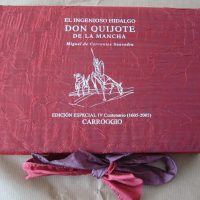 EL INGENIOSO HIDALGO
DON QUIJOTE
DE LA MANCHA
Miguel de Cervantes Saavedra
EDICIÓN ESPECIAL IV Centenario (1605-2005)
CARROGGIO